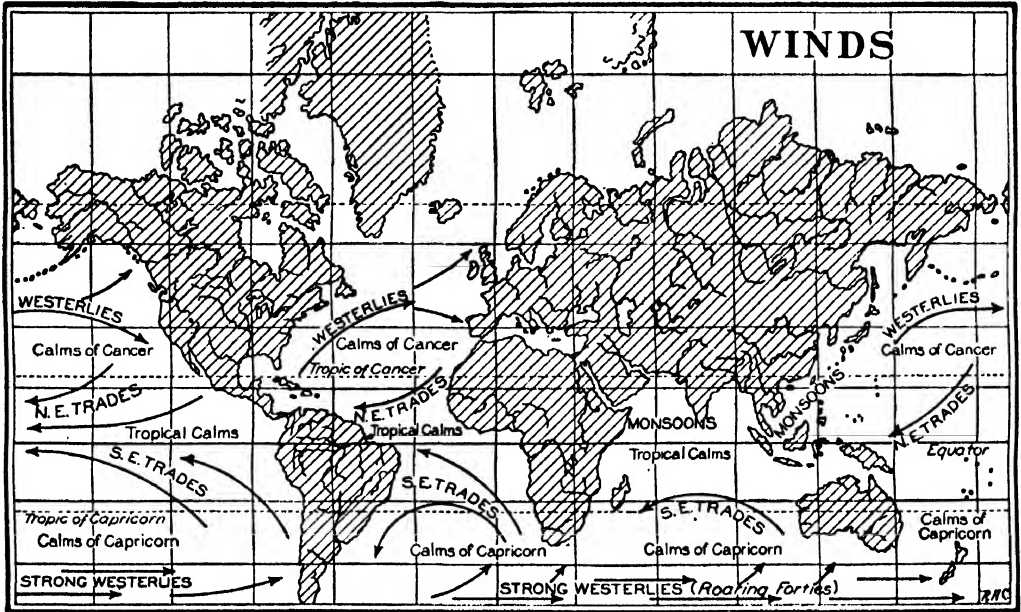 WINDS
WESTERLIES
WESTERLIES
WESTERLIES
Calms of Cancer
Calms of Cancer
Calms of Cancer
Tropic of Cancer
N.E. TRADES
N.E. TRADES
N.E. TRADES
MONSOONS
MONSOONS
Tropical Calms
Tropical Calms
Tropical Calms
Equator
S.E. TRADES
S.E. TRADES
S.E. TRADES
Tropic of Capricorn
Calms of Capricorn
Calms of Capricorn
Calms of Capricorn
Calms of
Capricorn
STRONG WESTERLIES
STRONG WESTERLIES (Roaring Forties)